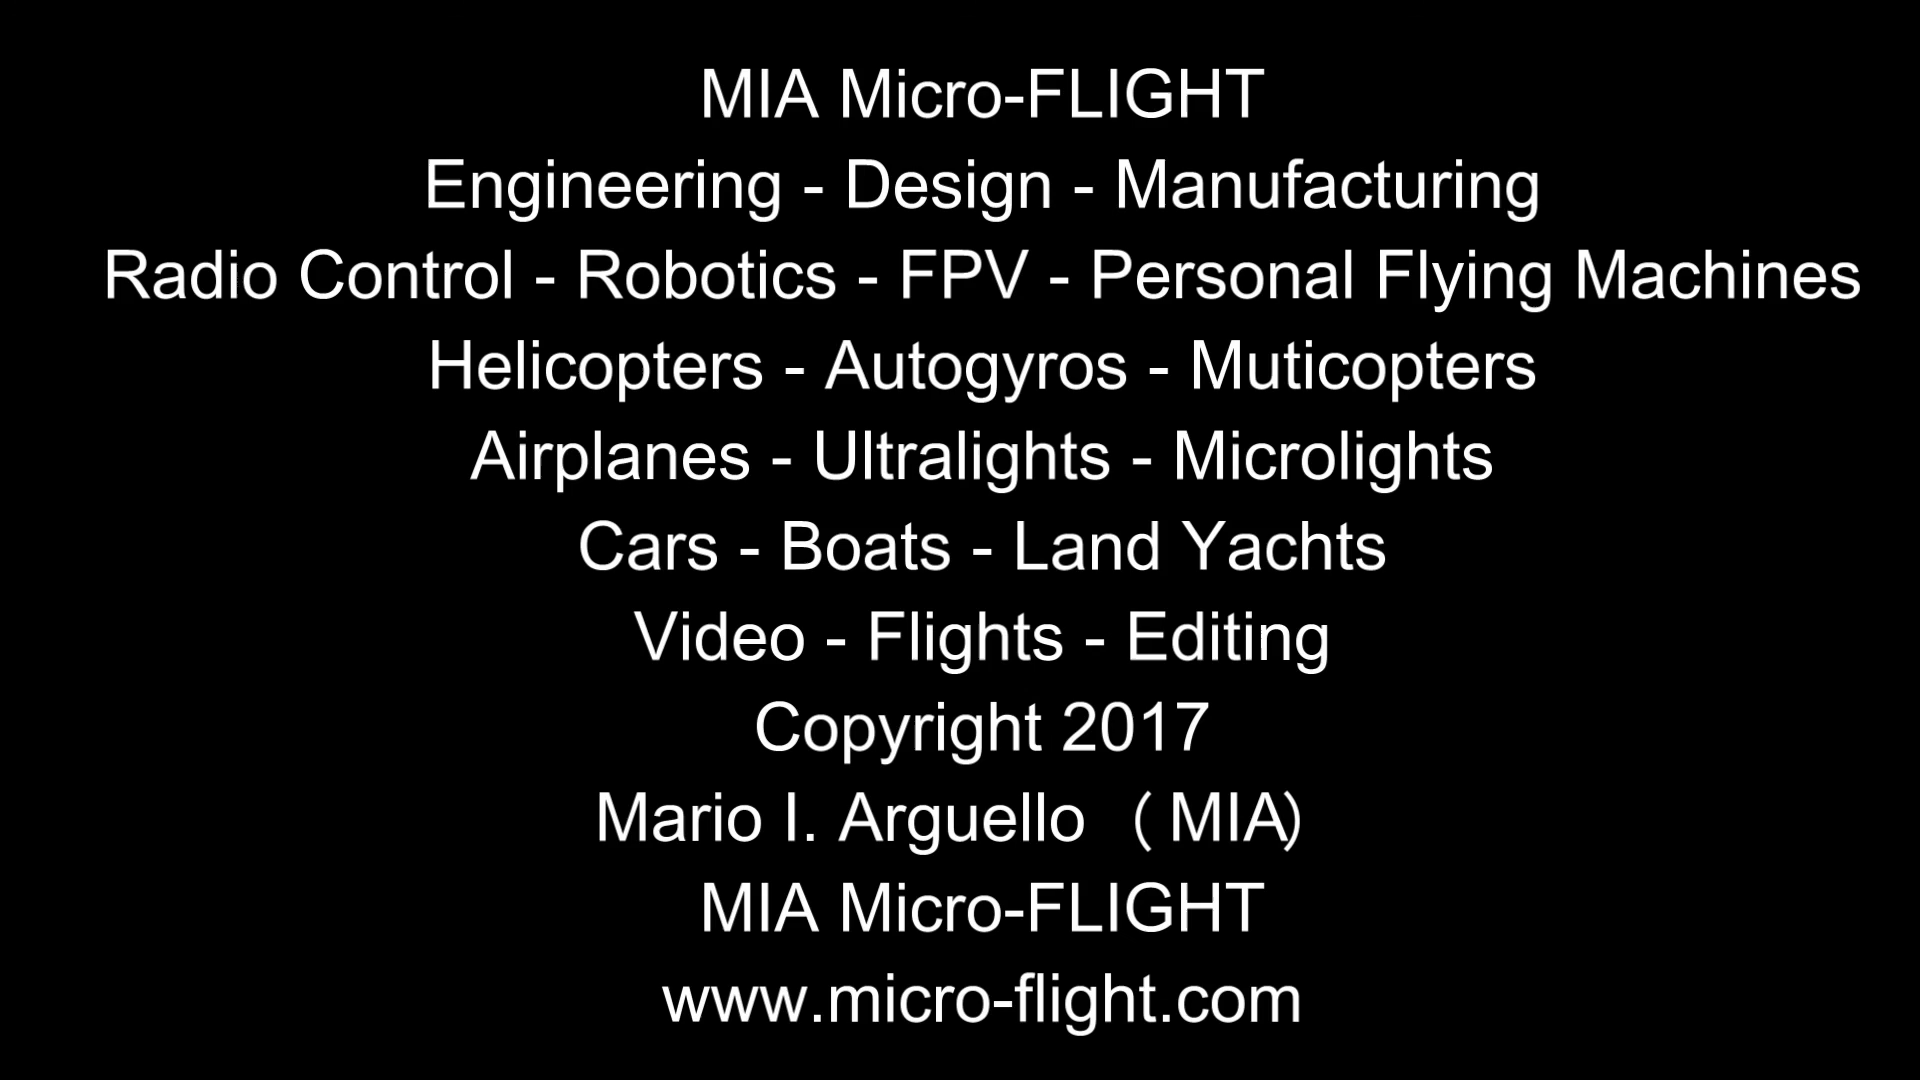 MIA Micro-FLIGHT
Engineering - Design - Manufacturing
Radio Control - Robotics - FPV - Personal Flying Machines
Helicopters - Autogyros - Muticopters
Airplanes - Ultralights - Microlights
Cars - Boats - Land Yachts
Video - Flights - Editing
Copyright 2017
Mario I. Arguello ( MIA)
MIA Micro-FLIGHT
www.micro-flight.com